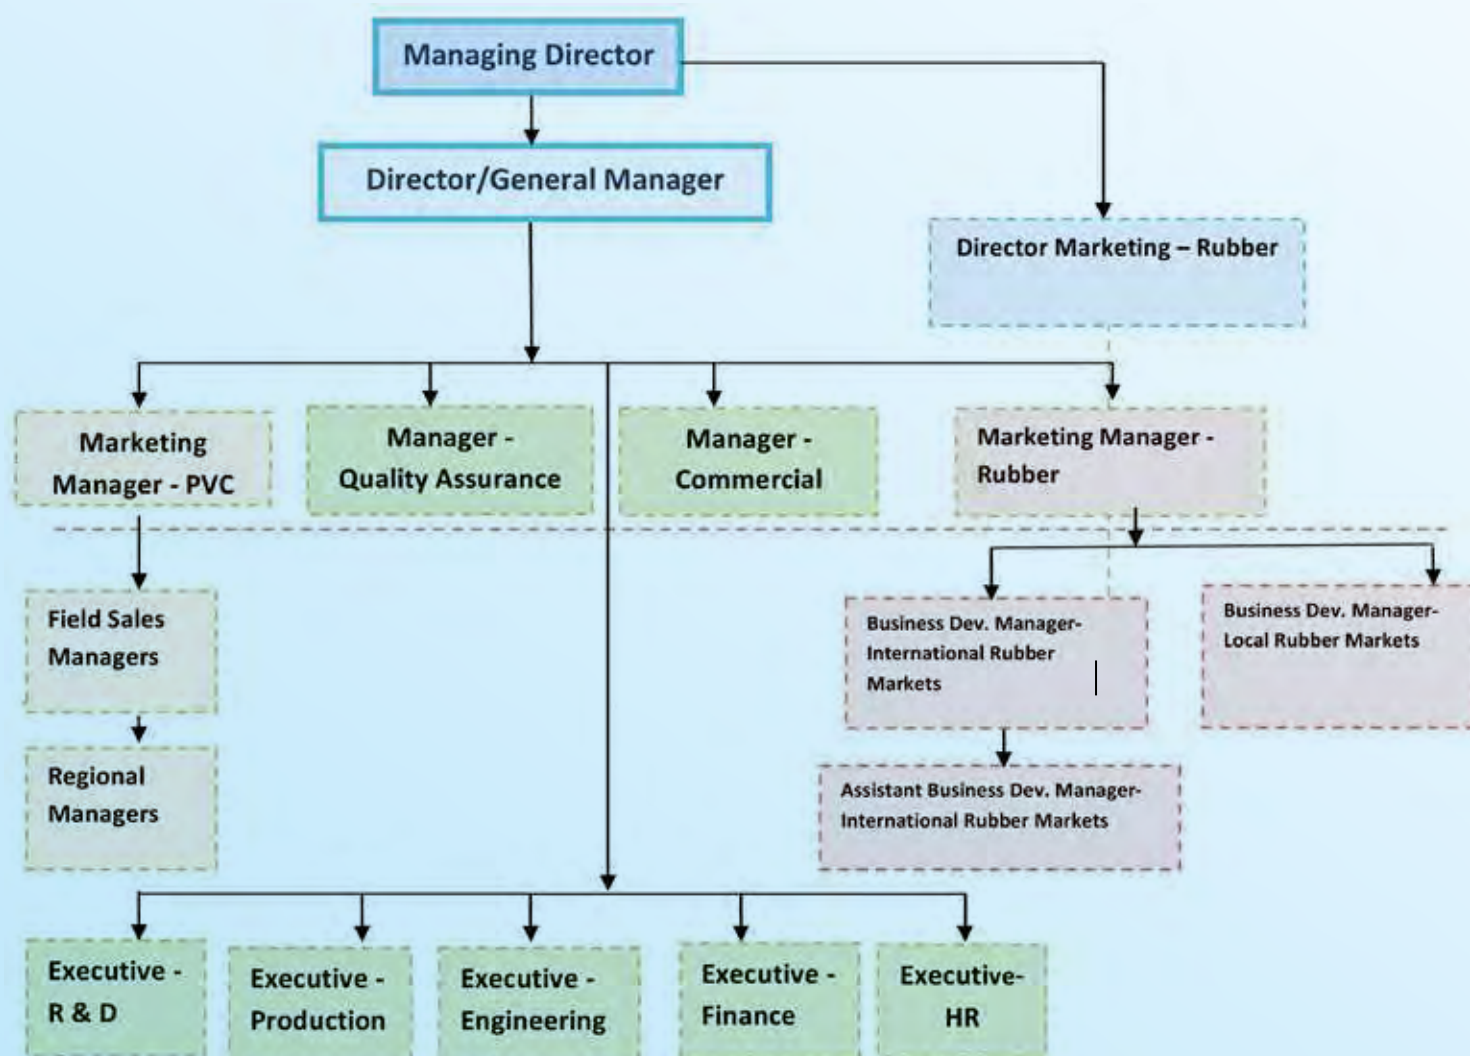 Managing Director
Director/General Manager
Director Marketing – Rubber
Marketing
Manager - PVC
Manager -
Quality Assurance
Manager -
Commercial
Marketing Manager -
Rubber
Field Sales
Managers
Business Dev. Manager-
International Rubber
Markets
Business Dev. Manager-
Local Rubber Markets
Regional
Managers
Assistant Business Dev. Manager-
International Rubber Markets
Executive -
R & D
Executive -
Production
Executive -
Engineering
Executive -
Finance
Executive-
HR